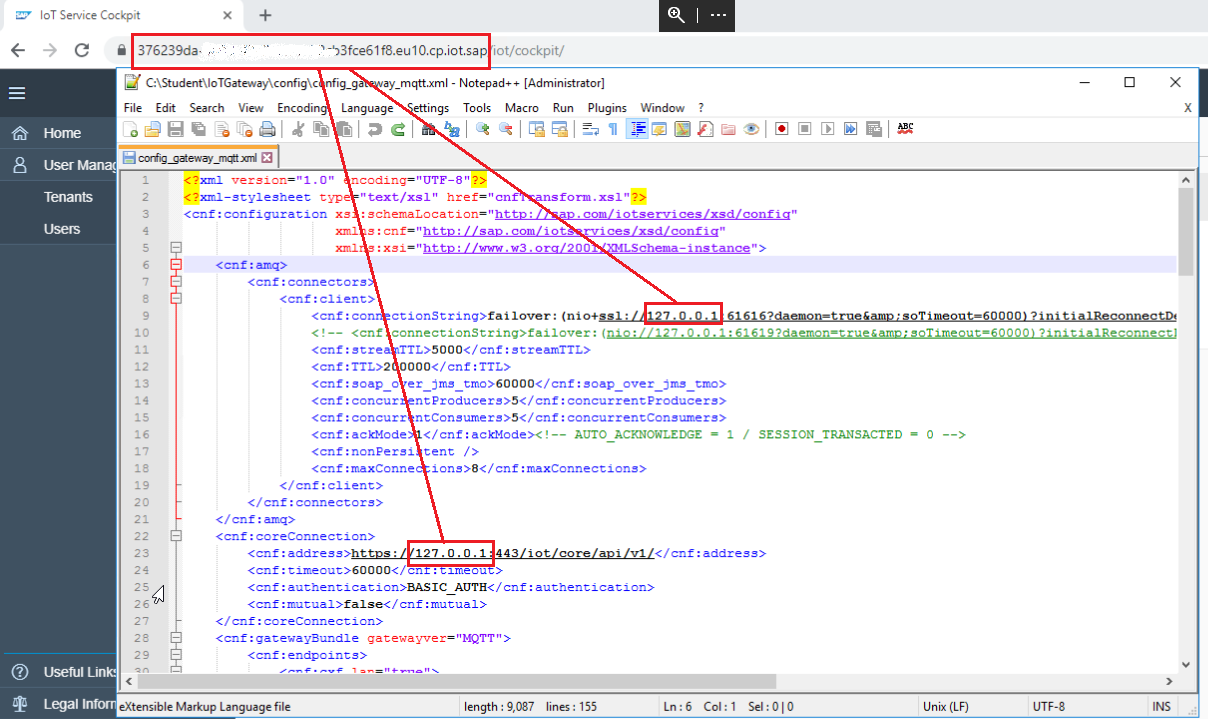 SAP IoT Service Cockpit
376239da-
b3fce61f8.eu10.cp.iot.sap/iot/cockpit/
C:\Student\IoTGateway\config\config_gateway_mqtt.xml - Notepad++ [Administrator]
File Edit Search View Encoding Language Settings Tools Macro Run Plugins Window ? X
Home
User Manag
Tenants
Users
Useful Links
Legal Inform
config_gateway_mqtt.xml
1 <?xml version="1.0" encoding="UTF-8"?>
2 <?xml-stylesheet type="text/xsl" href="cnfTransform.xsl"?>
3 <cnf:configuration xsi:schemaLocation="http://sap.com/iotservices/xsd/config"
4 xmlns:cnf="http://sap.com/iotservices/xsd/config"
5 xmlns:xsi="http://www.w3.org/2001/XMLSchema-instance">
6 <cnf:amq>
7 <cnf:connectors>
8 <cnf:client>
9 <cnf:connectionString>failover:(nio+ssl://127.0.0.1:61616?daemon=true&amp;soTimeout=60000)?initialReconnectDe
10 <!-- <cnf:connectionString>failover:(nio://127.0.0.1:61619?daemon=true&amp;soTimeout=60000)?initialReconnectI
11 <cnf:streamTTL>5000</cnf:streamTTL>
12 <cnf:TTL>200000</cnf:TTL>
13 <cnf:soap_over_jms_tmo>60000</cnf:soap_over_jms_tmo>
14 <cnf:concurrentProducers>5</cnf:concurrentProducers>
15 <cnf:concurrentConsumers>5</cnf:concurrentConsumers>
16 <cnf:ackMode>1</cnf:ackMode><!-- AUTO_ACKNOWLEDGE = 1 / SESSION_TRANSACTED = 0 -->
17 <cnf:nonPersistent />
18 <cnf:maxConnections>8</cnf:maxConnections>
19 </cnf:client>
20 </cnf:connectors>
21 </cnf:amq>
22 <cnf:coreConnection>
23 <cnf:address>https://127.0.0.1:443/iot/core/api/v1/</cnf:address>
24 <cnf:timeout>60000</cnf:timeout>
25 <cnf:authentication>BASIC_AUTH</cnf:authentication>
26 <cnf:mutual>false</cnf:mutual>
27 </cnf:coreConnection>
28 <cnf:gatewayBundle gatewayver="MQTT">
29 <cnf:endpoints>
30 <cnf:cxf lan="true">
eXtensible Markup Language file length : 9,087 lines : 155 Ln : 6 Col : 1 Sel : 0 | 0 Unix (LF) UTF-8 INS